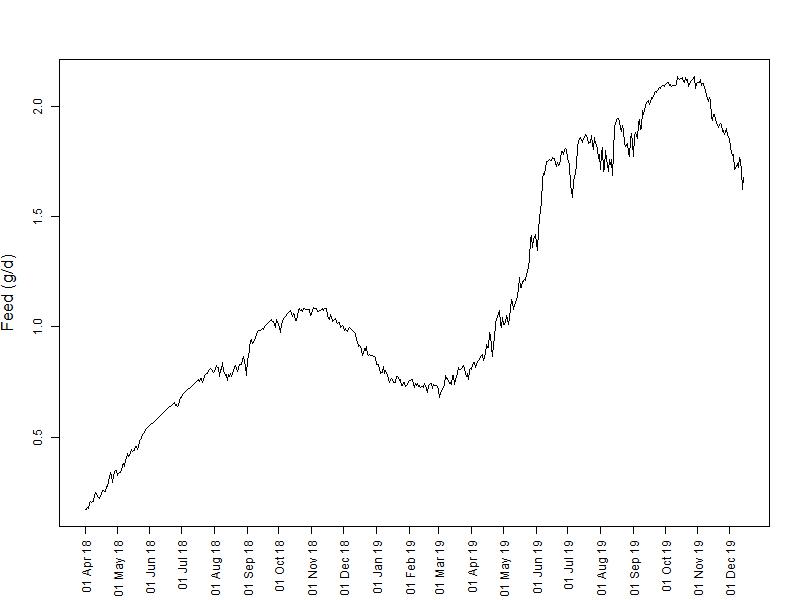 Feed (g/d)
2.0
1.5
1.0
0.5
01 Apr 18
01 May 18
01 Jun 18
01 Jul 18
01 Aug 18
01 Sep 18
01 Oct 18
01 Nov 18
01 Dec 18
01 Jan 19
01 Feb 19
01 Mar 19
01 Apr 19
01 May 19
01 Jun 19
01 Jul 19
01 Aug 19
01 Sep 19
01 Oct 19
01 Nov 19
01 Dec 19